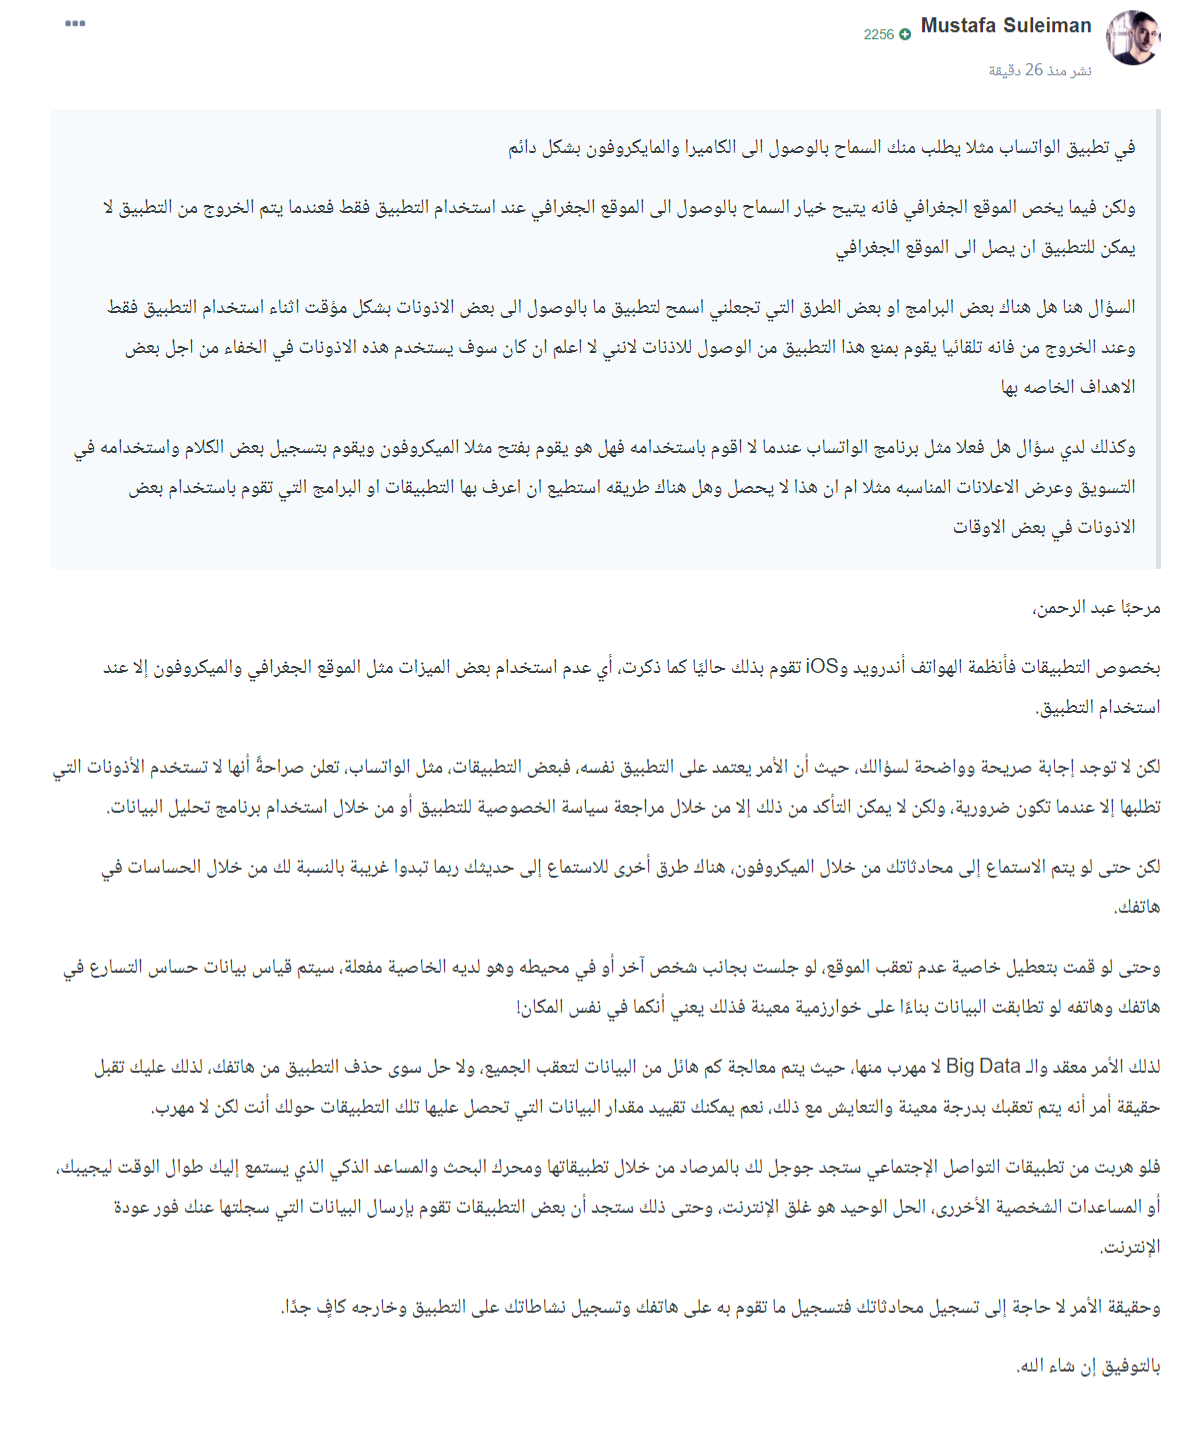 Mustafa Suleiman
2256
نشر منذ 26 دقيقة
في تطبيق الواتساب مثلا يطلب منك السماح بالوصول الى الكاميرا والمايكروفون بشكل دائم
ولكن فيما يخص الموقع الجغرافي فانه يتيح خيار السماح بالوصول الى الموقع الجغرافي عند استخدام التطبيق فقط فعندما يتم الخروج من التطبيق لا
يمكن للتطبيق ان يصل الى الموقع الجغرافي
السؤال هنا هل هناك بعض البرامج او بعض الطرق التي تجعلني اسمح لتطبيق ما بالوصول الى بعض الاذونات بشكل مؤقت اثناء استخدام التطبيق فقط
وعند الخروج من فانه تلقائيا يقوم بمنع هذا التطبيق من الوصول للاذنات لانني لا اعلم ان كان سوف يستخدم هذه الاذونات في الخفاء من اجل بعض
الاهداف الخاصه بها
وكذلك لدي سؤال هل فعلا مثل برنامج الواتساب عندما لا اقوم باستخدامه فهل هو يقوم بفتح مثلا الميكروفون ويقوم بتسجيل بعض الكلام واستخدامه في
التسويق وعرض الاعلانات المناسبه مثلا ام ان هذا لا يحصل وهل هناك طريقه استطيع ان اعرف بها التطبيقات او البرامج التي تقوم باستخدام بعض
الاذونات في بعض الاوقات
مرحبًا عبد الرحمن،
بخصوص التطبيقات فأنظمة الهواتف أندرويد وiOS تقوم بذلك حاليًا كما ذكرت، أي عدم استخدام بعض الميزات مثل الموقع الجغرافي والميكروفون إلا عند
استخدام التطبيق.
لكن لا توجد إجابة صريحة وواضحة لسؤالك، حيث أن الأمر يعتمد على التطبيق نفسه، فبعض التطبيقات، مثل الواتساب، تعلن صراحةً أنها لا تستخدم الأذونات التي
تطلبها إلا عندما تكون ضرورية، ولكن لا يمكن التأكد من ذلك إلا من خلال مراجعة سياسة الخصوصية للتطبيق أو من خلال استخدام برنامج تحليل البيانات.
لكن حتى لو يتم الاستماع إلى محادثاتك من خلال الميكروفون، هناك طرق أخرى للاستماع إلى حديثك ربما تبدوا غريبة بالنسبة لك من خلال الحساسات في
هاتفك.
وحتى لو قمت بتعطيل خاصية عدم تعقب الموقع، لو جلست بجانب شخص آخر أو في محيطه وهو لديه الخاصية مفعلة، سيتم قياس بيانات حساس التسارع في
هاتفك وهاتفه لو تطابقت البيانات بناءًا على خوارزمية معينة فذلك يعني أنكما في نفس المكان!
لذلك الأمر معقد والـ Big Data لا مهرب منها، حيث يتم معالجة كم هائل من البيانات لتعقب الجميع، ولا حل سوى حذف التطبيق من هاتفك، لذلك عليك تقبل
حقيقة أمر أنه يتم تعقبك بدرجة معينة والتعايش مع ذلك، نعم يمكنك تقييد مقدار البيانات التي تحصل عليها تلك التطبيقات حولك أنت لكن لا مهرب.
فلو هربت من تطبيقات التواصل الإجتماعي ستجد جوجل لك بالمرصاد من خلال تطبيقاتها ومحرك البحث والمساعد الذكي الذي يستمع إليك طوال الوقت ليجيبك،
أو المساعدات الشخصية الأخررى، الحل الوحيد هو غلق الإنترنت، وحتى ذلك ستجد أن بعض التطبيقات تقوم بإرسال البيانات التي سجلتها عنك فور عودة
الإنترنت.
وحقيقة الأمر لا حاجة إلى تسجيل محادثاتك فتسجيل ما تقوم به على هاتفك وتسجيل نشاطاتك على التطبيق وخارجه كافٍ جدًا.
بالتوفيق إن شاء الله.